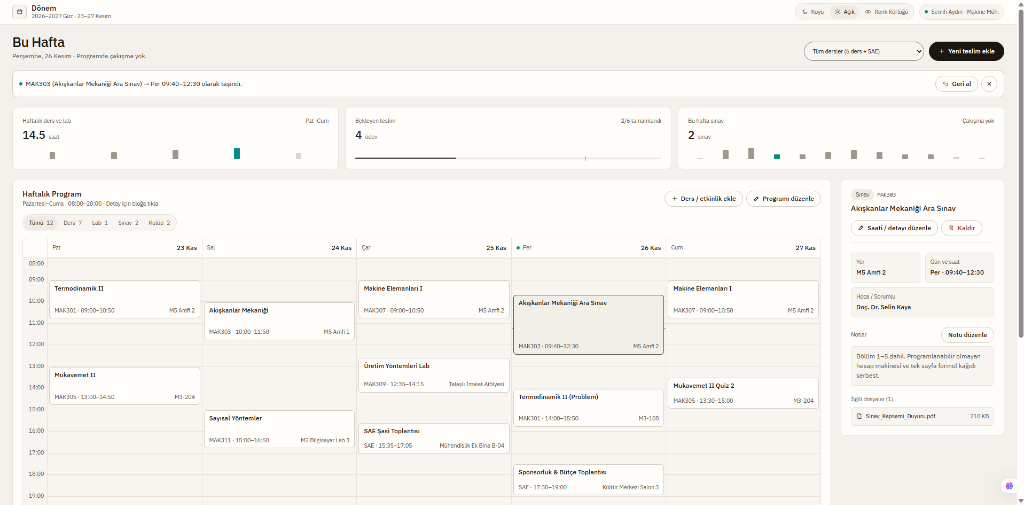 Dönem
2026–2027 Güz · 23–27 Kasım
Koyu
Açık
Renk Körlüğü
Semih Aydın · Makine Müh.
Bu Hafta
Perşembe, 26 Kasım · Programda çakışma yok.
Tüm dersler (6 ders + SAE)
+ Yeni teslim ekle
MAK303 (Akışkanlar Mekaniği Ara Sınav) → Per 09:40–12:30 olarak taşındı.
Geri al
Haftalık ders ve lab
Pzt–Cum
14.5 saat
Bekleyen teslim
2/6 tamamlandı
4 ödev
Bu hafta sınav
Çakışma yok
2 sınav
Haftalık Program
Pazartesi–Cuma · 08:00–20:00 · Detay için bloğa tıkla
+ Ders / etkinlik ekle
Programı düzenle
Tümü 12
Ders 7
Lab 1
Sınav 2
Kulüp 2
Pzt 23 Kas
Sal 24 Kas
Çar 25 Kas
Per 26 Kas
Cum 27 Kas
08:00
09:00
10:00
11:00
12:00
13:00
14:00
15:00
16:00
17:00
18:00
19:00
Termodinamik II
MAK301 · 09:00–10:50 M5 Amfi 2
Mukavemet II
MAK305 · 13:00–14:50 M3-204
Akışkanlar Mekaniği
MAK303 · 10:00–11:50 M5 Amfi 1
Sayısal Yöntemler
MAK311 · 15:00–16:50 M2 Bilgisayar Lab 3
Makine Elemanları I
MAK307 · 09:00–10:50 M5 Amfi 2
Üretim Yöntemleri Lab
MAK309 · 12:35–14:15 Talaşlı İmalat Atölyesi
SAE Şasi Toplantısı
SAE · 15:35–17:05 Mühendislik Ek Bina B-04
Akışkanlar Mekaniği Ara Sınav
MAK303 · 09:40–12:30 M5 Amfi 2
Termodinamik II (Problem)
MAK301 · 14:00–15:50 M3-108
Sponsorluk & Bütçe Toplantısı
SAE · 17:30–19:00 Kültür Merkezi Salon 3
Makine Elemanları I
MAK307 · 09:00–10:50 M5 Amfi 2
Mukavemet II Quiz 2
MAK305 · 13:30–15:00 M3-204
Sınav MAK303
Akışkanlar Mekaniği Ara Sınav
Saati / detayı düzenle
Kaldır
Yer
M5 Amfi 2
Gün ve saat
Per · 09:40–12:30
Hoca / Sorumlu
Doç. Dr. Selin Kaya
Notlar
Notu düzenle
Bölüm 1–5 dahil. Programlanabilir olmayan
hesap makinesi ve tek sayfa formül kağıdı
serbest.
İlgili dosyalar (1)
Sınav_Kapsamı_Duyuru.pdf 210 KB